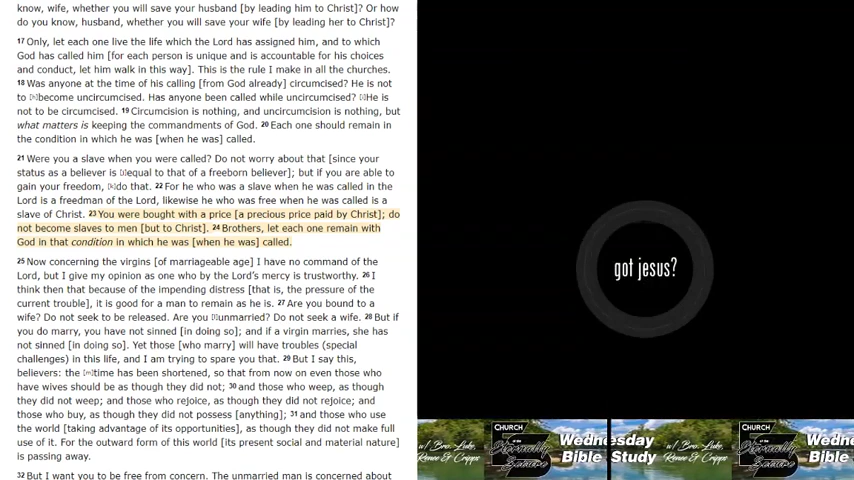 know, wife, whether you will save your husband [by leading him to Christ]? Or how
do you know, husband, whether you will save your wife [by leading her to Christ]?
17 Only, let each one live the life which the Lord has assigned him, and to which
God has called him [for each person is unique and is accountable for his choices
and conduct, let him walk in this way]. This is the rule I make in all the churches.
18 Was anyone at the time of his calling [from God already] circumcised? He is not
to [h]become uncircumcised. Has anyone been called while uncircumcised? [i]He is
not to be circumcised. 19 Circumcision is nothing, and uncircumcision is nothing, but
what matters is keeping the commandments of God. 20 Each one should remain in
the condition in which he was [when he was] called.
21 Were you a slave when you were called? Do not worry about that [since your
status as a believer is [j]equal to that of a freeborn believer]; but if you are able to
gain your freedom, [k]do that. 22 For he who was a slave when he was called in the
Lord is a freedman of the Lord, likewise he who was free when he was called is a
slave of Christ. 23 You were bought with a price [a precious price paid by Christ]; do
not become slaves to men [but to Christ]. 24 Brothers, let each one remain with
God in that condition in which he was [when he was] called.
25 Now concerning the virgins [of marriageable age] I have no command of the
Lord, but I give my opinion as one who by the Lord's mercy is trustworthy. 26 I
think then that because of the impending distress [that is, the pressure of the
current trouble], it is good for a man to remain as he is. 27 Are you bound to a
wife? Do not seek to be released. Are you [l]unmarried? Do not seek a wife. 28 But if
you do marry, you have not sinned [in doing so]; and if a virgin marries, she has
not sinned [in doing so]. Yet those [who marry] will have troubles (special
challenges) in this life, and I am trying to spare you that. 29 But I say this,
believers: the [m]time has been shortened, so that from now on even those who
have wives should be as though they did not; 30 and those who weep, as though
they did not weep; and those who rejoice, as though they did not rejoice; and
those who buy, as though they did not possess [anything]; 31 and those who use
the world [taking advantage of its opportunities], as though they did not make full
use of it. For the outward form of this world [its present social and material nature]
is passing away.
32 But I want you to be free from concern. The unmarried man is concerned about
got jesus?
w/ Bro. Luke,
Renee & Cripps
CHURCH
of the
Eternally
Secure
Wednesday
Bible Study
w/ Bro. Luke,
Renee & Cripps
CHURCH
of the
Eternally
Secure
Wedn
Bible